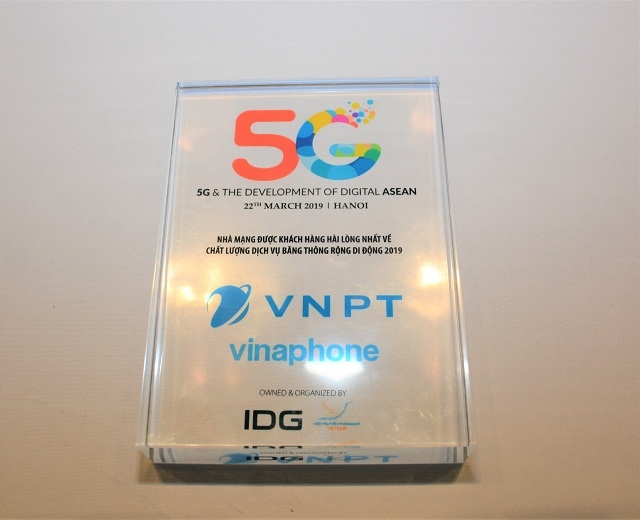 5G
5G & THE DEVELOPMENT OF DIGITAL ASEAN
22TH MARCH 2019 | HANOI
NHÀ MẠNG ĐƯỢC KHÁCH HÀNG HÀI LÒNG NHẤT VỀ
CHẤT LƯỢNG DỊCH VỤ BĂNG THÔNG RỘNG DI ĐỘNG 2019
VNPT
vinaphone
OWNED & ORGANIZED BY
IDG